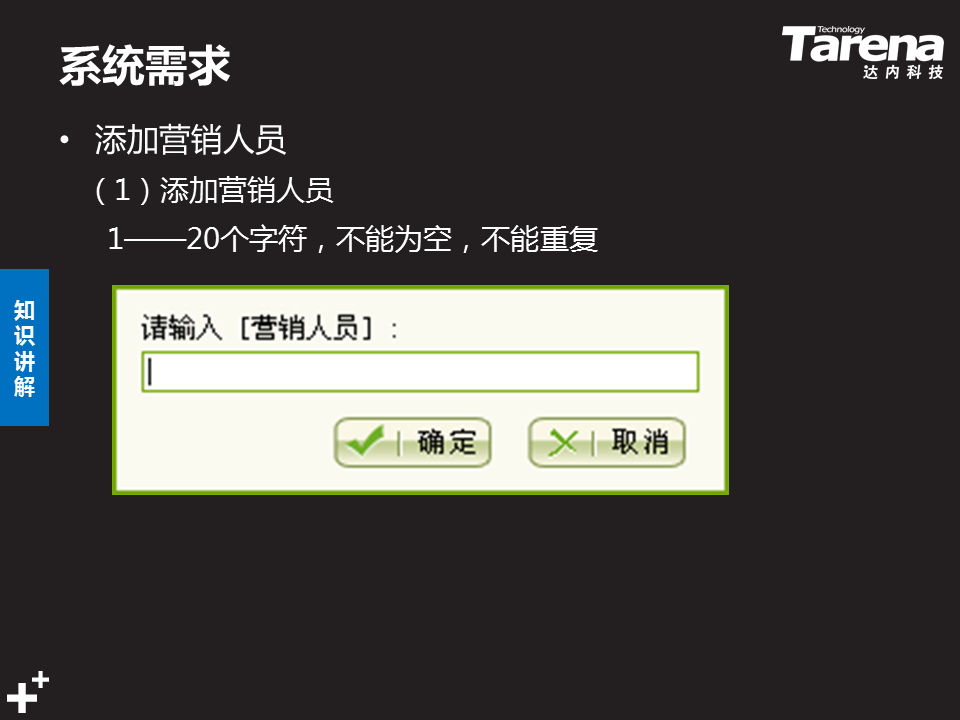 系统需求
Technology
Tarena
达内科技
• 添加营销人员
（1）添加营销人员
1——20个字符，不能为空，不能重复
知识讲解
请输入 [营销人员] ：
确定
取消